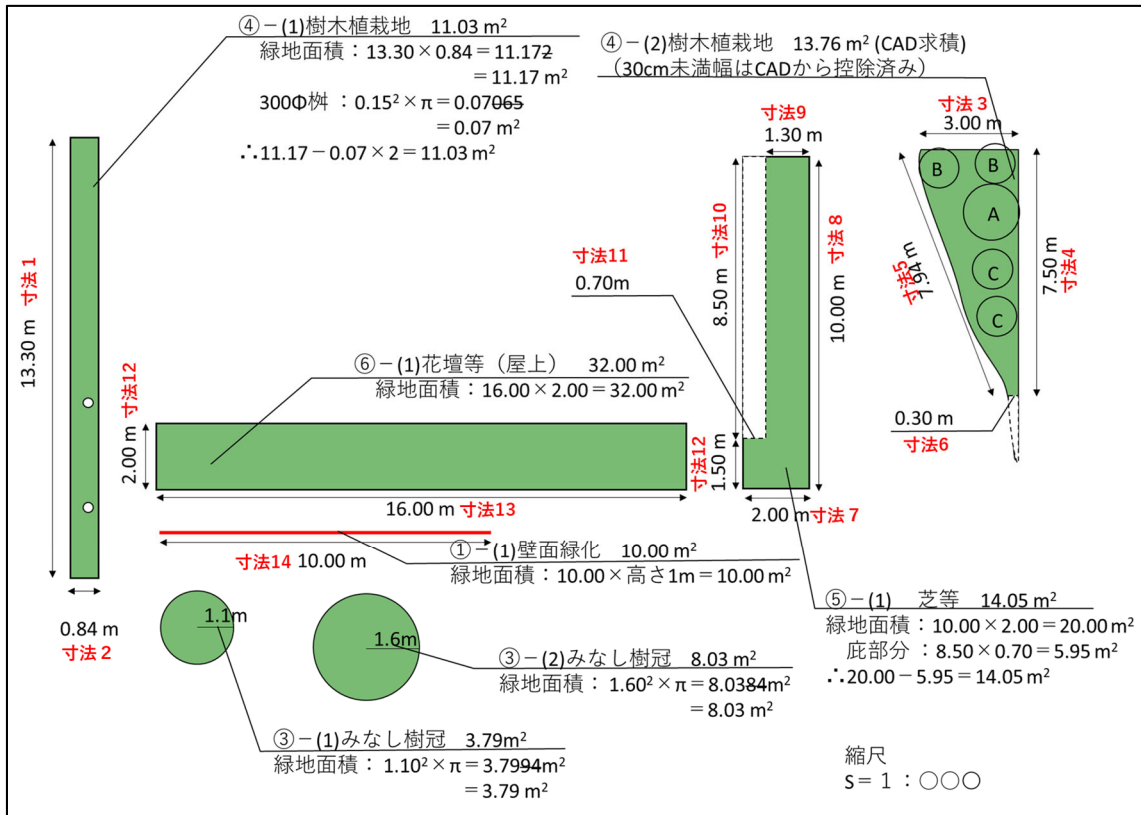 ④－(1)樹木植栽地　11.03 m²
緑地面積：13.30×0.84＝11.172
＝11.17 m²
300Φ桝 ：0.15²×π＝0.07065
＝0.07 m²
∴11.17－0.07×2＝11.03 m²
13.30 m 寸法１
0.84 m
寸法２
④－(2)樹木植栽地　13.76 m² (CAD求積)
（30cm未満幅はCADから控除済み）
寸法３
3.00 m
B
B
A
C
C
7.50 m
寸法4
7.94 m
寸法5
0.30 m
寸法6
寸法9
1.30 m
8.50 m
寸法10
10.00 m
寸法８
寸法11
0.70m
1.50 m
寸法12
2.00 m 寸法７
⑥－(1)花壇等（屋上）　32.00 m²
緑地面積：16.00×2.00＝32.00 m²
2.00 m 寸法12
16.00 m 寸法13
寸法14 10.00 m
①－(1)壁面緑化　10.00 m²
緑地面積：10.00×高さ1m＝10.00 m²
⑤－(1)　芝等　14.05 m²
緑地面積：10.00×2.00＝20.00 m²
庇部分 ：8.50×0.70＝5.95 m²
∴20.00－5.95＝14.05 m²
1.1m
1.6m
③－(2)みなし樹冠　8.03 m²
緑地面積： 1.60²×π＝8.0384m²
＝8.03 m²
③－(1)みなし樹冠　3.79m²
緑地面積： 1.10²×π＝3.7994m²
＝3.79 m²
縮尺
S＝１：○○○